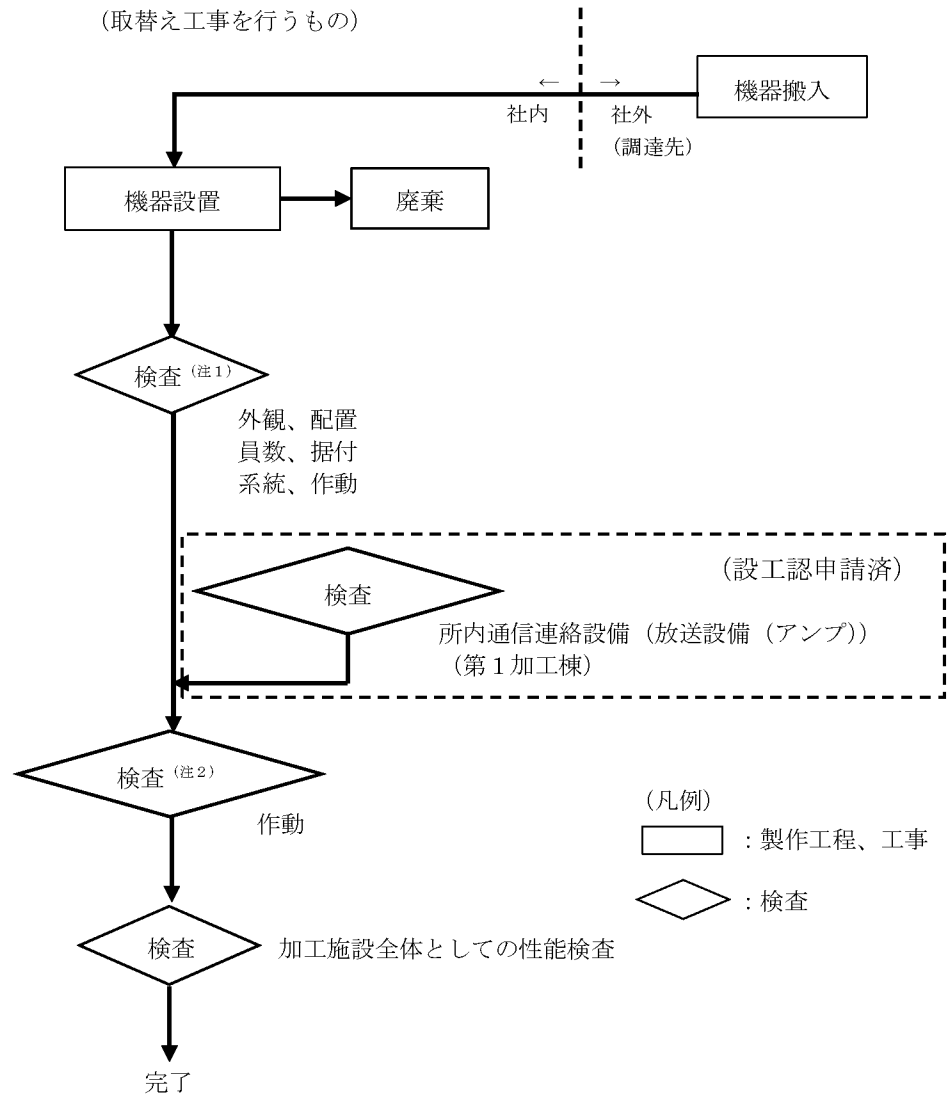 （取替え工事を行うもの）
← →
機器搬入
社内 社外
（調達先）
機器設置
廃棄
検査（注１）
外観、配置
員数、据付
系統、作動
（設工認申請済）
検査
所内通信連絡設備（放送設備（アンプ））
（第１加工棟）
検査（注２）
作動
（凡例）
：製作工程、工事
：検査
検査
加工施設全体としての性能検査
完了